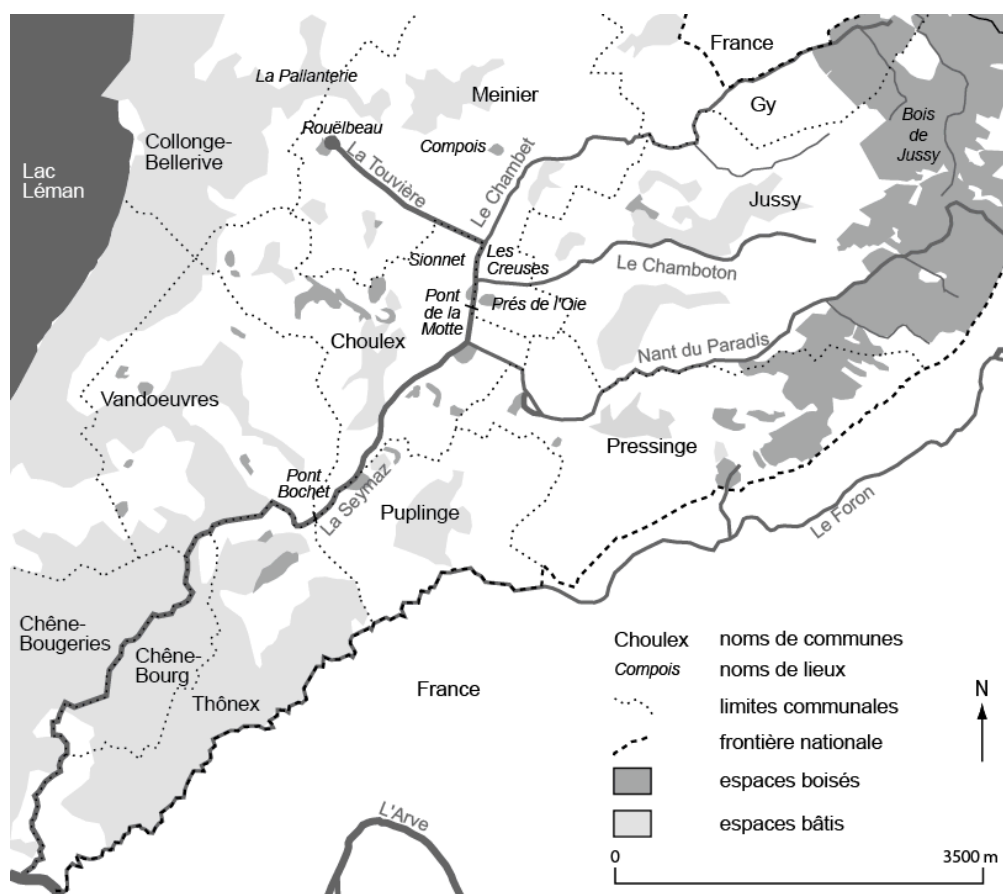 France
La Pallanterie
Meinier
Gy
Bois
de
Jussy
Rouëlbeau
Collonge-
Bellerive
Compois
La Touvière
Le Chambet
Lac
Léman
Jussy
Sionnet
Les
Creuses
Le Chamboton
Pont
de la
Motte
Prés de l'Oie
Choulex
Nant du Paradis
Vandoeuvres
Pressinge
Pont
Bochet
La Seymaz
Puplinge
Le Foron
Chêne-
Bougeries
Chêne-
Bourg
Thônex
France
L'Arve
Choulex noms de communes
Compois noms de lieux
limites communales
frontière nationale
espaces boisés
espaces bâtis
N
0 3500 m